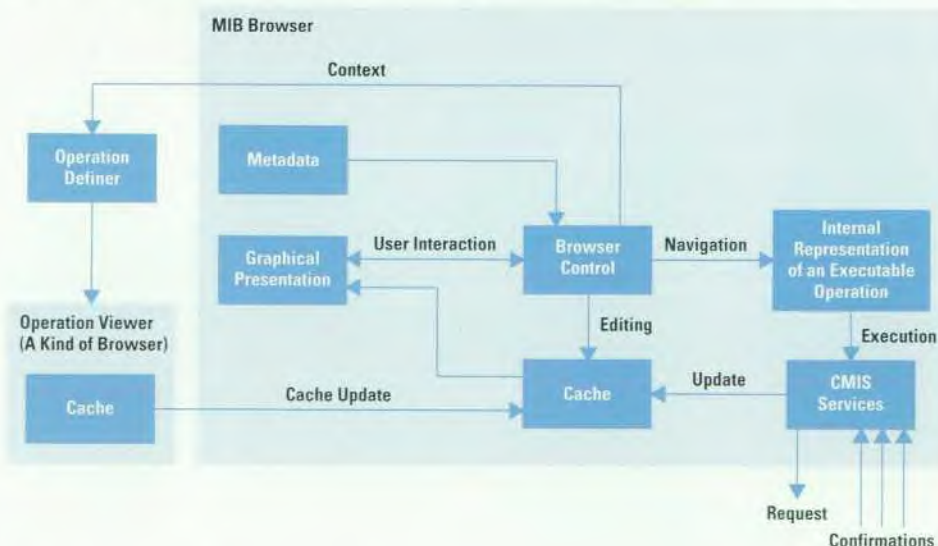 MIB Browser
Context
Operation
Definer
Metadata
Graphical
Presentation
User Interaction
Browser
Control
Navigation
Internal
Representation
of an Executable
Operation
Editing
Execution
Operation Viewer
(A Kind of Browser)
Cache
Cache Update
Cache
Update
CMIS
Services
Request
Confirmations